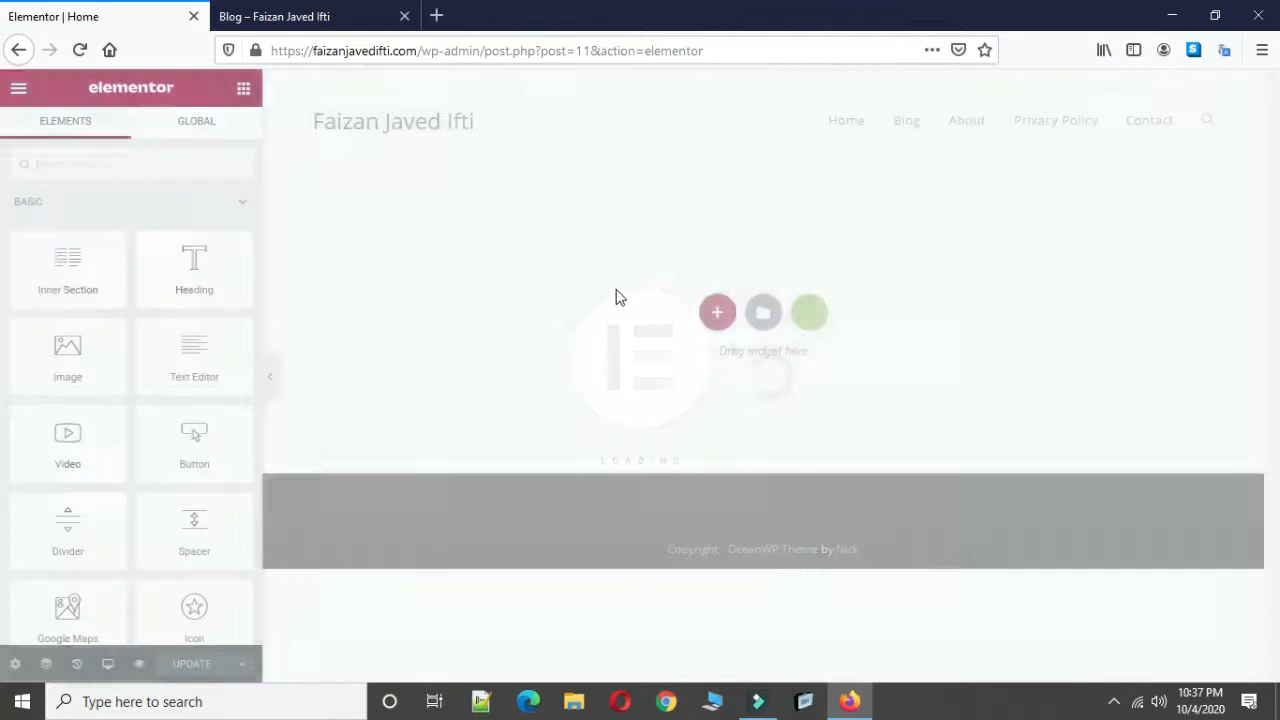 Elementor | Home
Blog – Faizan Javed Ifti
https://faizanjavedifti.com/wp-admin/post.php?post=11&action=elementor
elementor
ELEMENTS
GLOBAL
BASIC
Inner Section
Heading
Image
Text Editor
Video
Button
Divider
Spacer
Google Maps
Icon
UPDATE
Faizan Javed Ifti
Home
Blog
About
Privacy Policy
Contact
Drag widget here
LOADING
Copyright OceanWP Theme by Nick
Type here to search
10:37 PM
10/4/2020